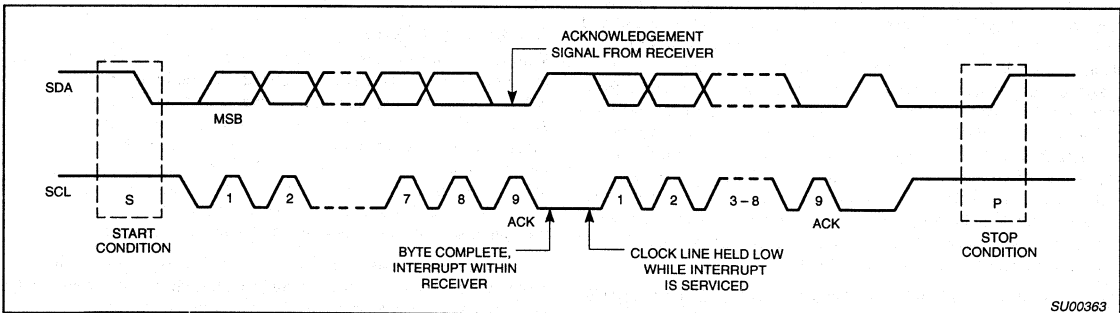 ACKNOWLEDGEMENT
SIGNAL FROM RECEIVER
SDA
MSB
SCL
S
1
2
7
8
9
ACK
1
2
3 – 8
9
ACK
P
START
CONDITION
BYTE COMPLETE,
INTERRUPT WITHIN
RECEIVER
CLOCK LINE HELD LOW
WHILE INTERRUPT
IS SERVICED
STOP
CONDITION
SU00363